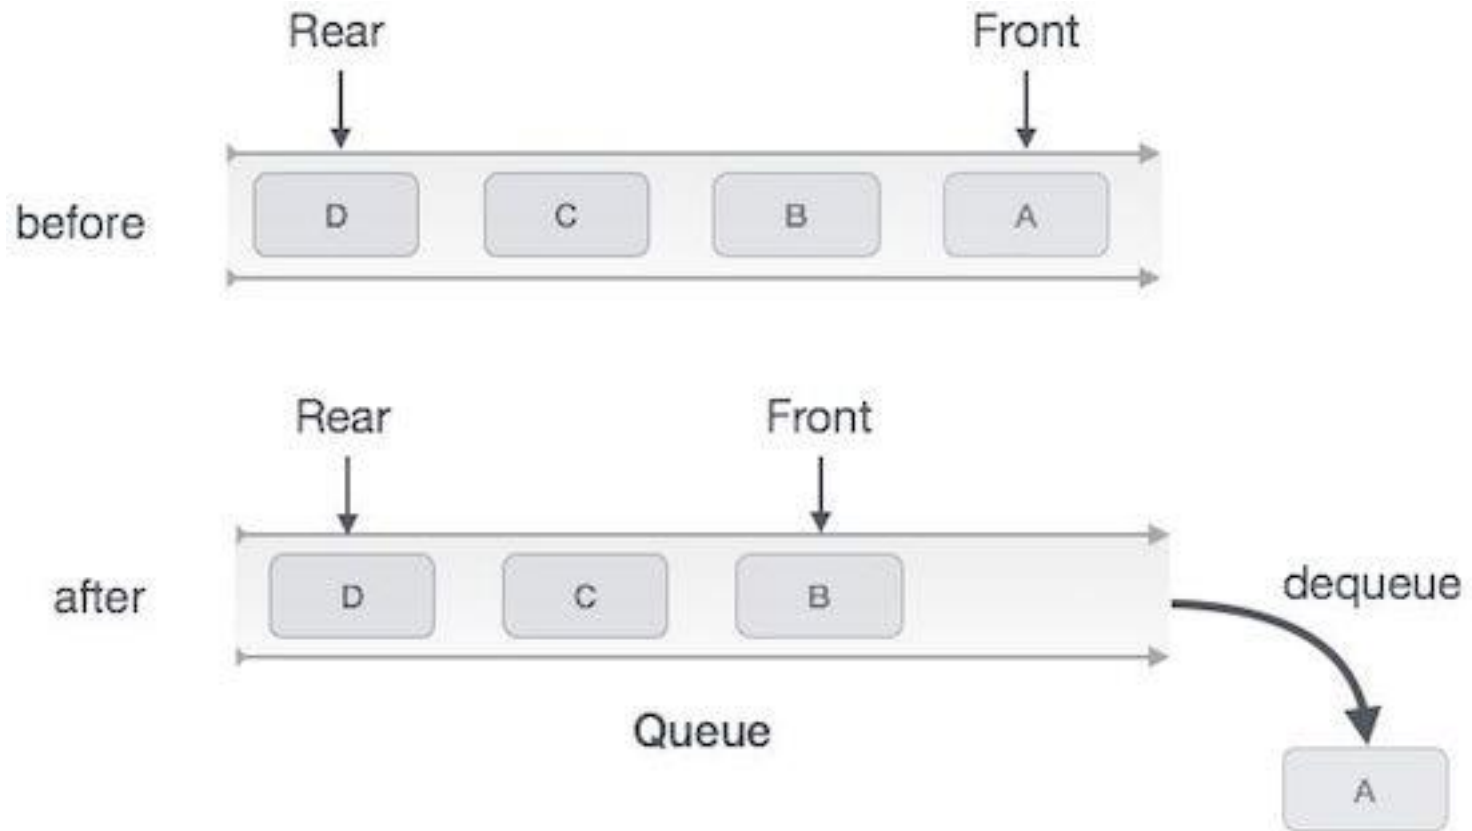 Rear Front
before D C B A
Rear Front
after D C B
dequeue
Queue
A